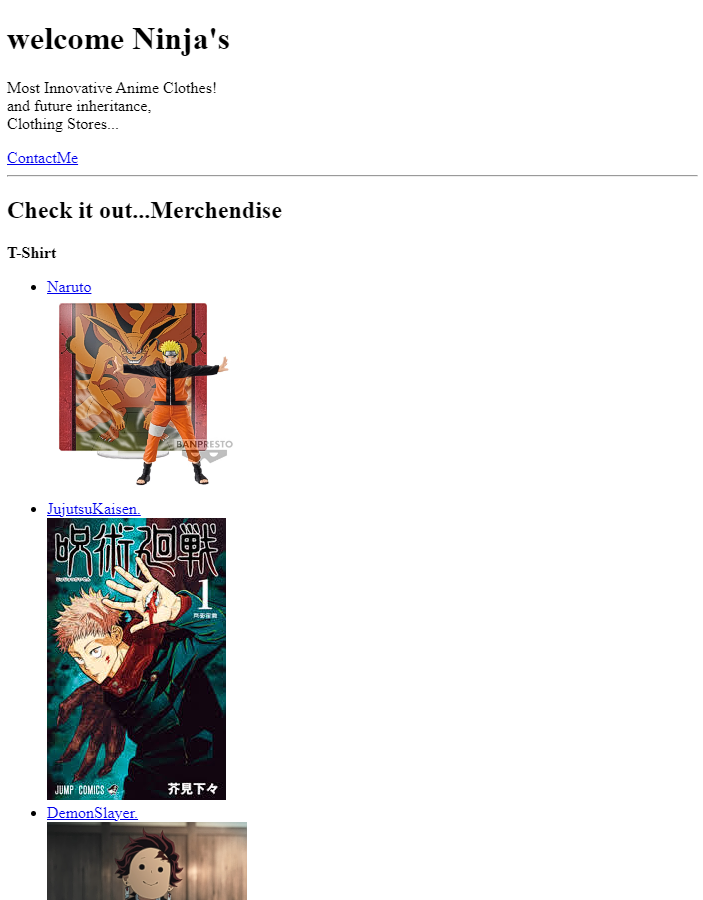 welcome Ninja's
Most Innovative Anime Clothes!
and future inheritance,
Clothing Stores...
ContactMe
Check it out...Merchendise
T-Shirt
Naruto
BANPRESTO
JujutsuKaisen.
呪術廻戦
1
JUMP COMICS
芥見下々
DemonSlayer.